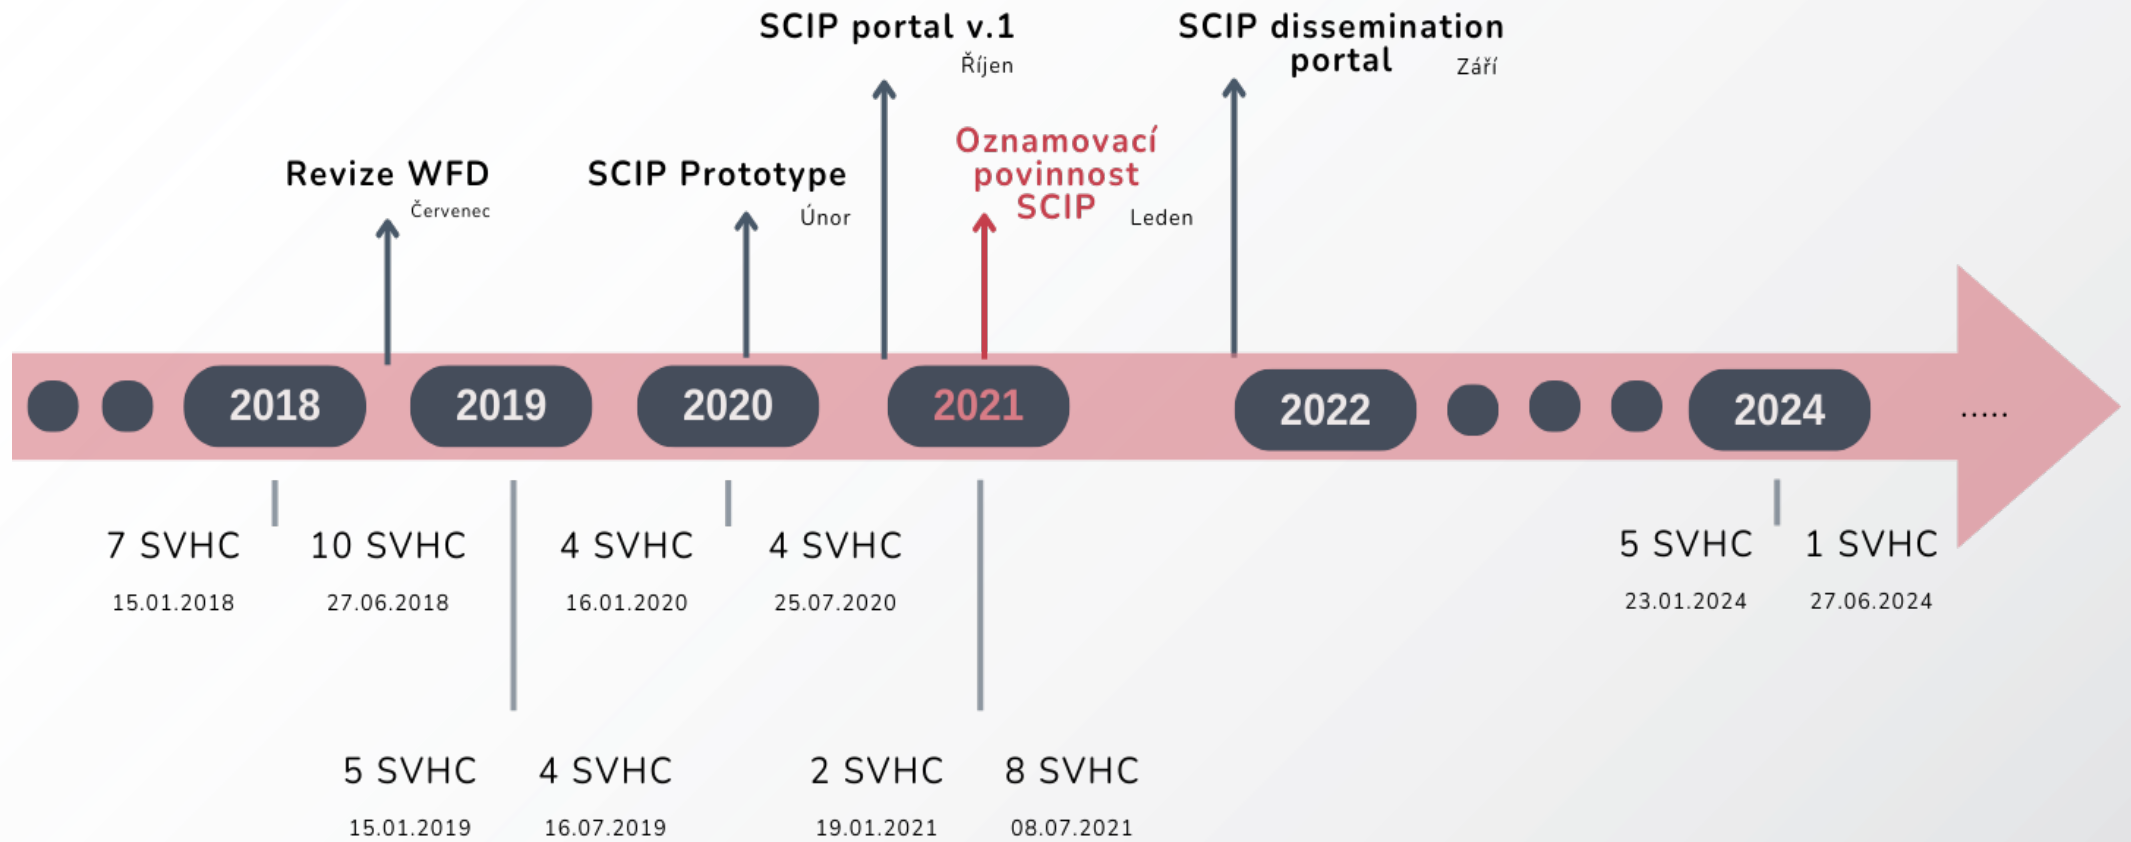 SCIP portal v.1
Říjen
SCIP dissemination
portal
Září
Revize WFD
Červenec
SCIP Prototype
Únor
Oznamovací
povinnost
SCIP
Leden
2018
2019
2020
2021
2022
2024
.....
7 SVHC
15.01.2018
10 SVHC
27.06.2018
4 SVHC
16.01.2020
4 SVHC
25.07.2020
5 SVHC
23.01.2024
1 SVHC
27.06.2024
5 SVHC
15.01.2019
4 SVHC
16.07.2019
2 SVHC
19.01.2021
8 SVHC
08.07.2021